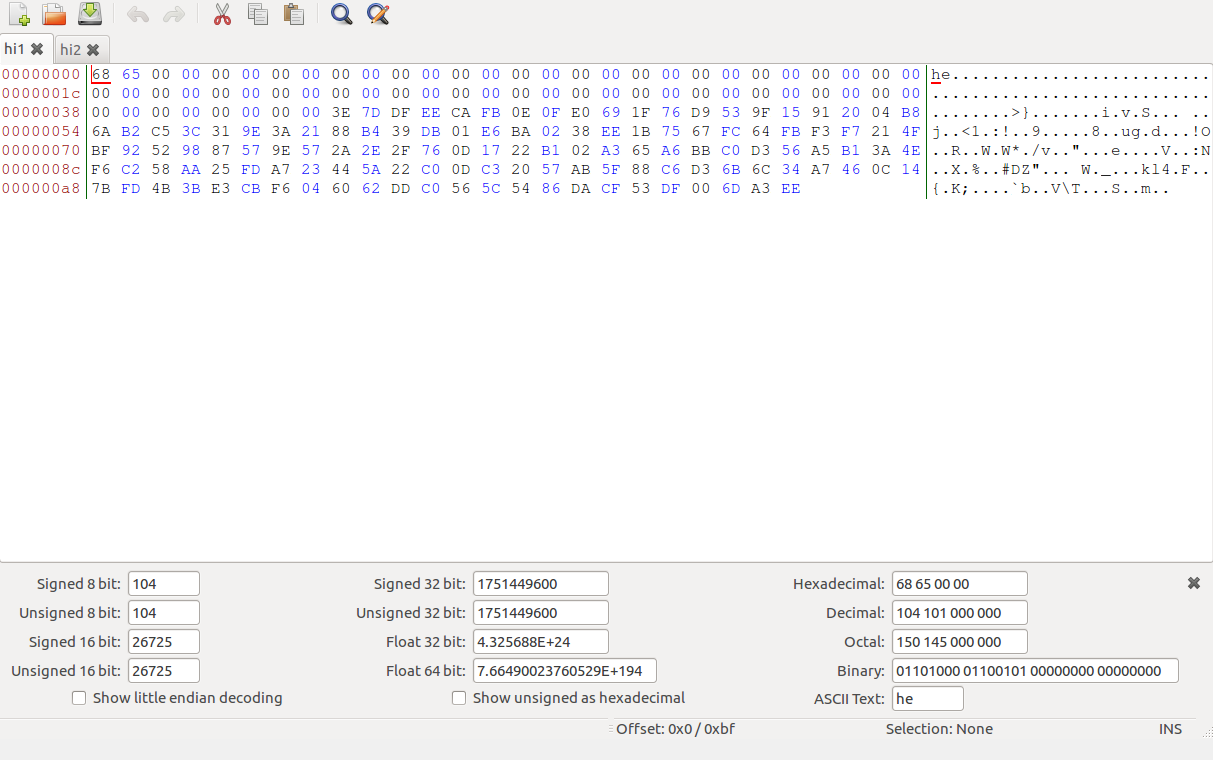 hi1 hi2
00000000 68 65 00 00 00 00 00 00 00 00 00 00 00 00 00 00 00 00 00 00 00 00 00 00 00 00 00 00 he..........................
0000001c 00 00 00 00 00 00 00 00 00 00 00 00 00 00 00 00 00 00 00 00 00 00 00 00 00 00 00 00 ............................
00000038 00 00 00 00 00 00 00 00 3E 7D DF EE CA FB 0E 0F E0 69 1F 76 D9 53 9F 15 91 20 04 B8 ........>}.......i.v.S... ..
00000054 6A B2 C5 3C 31 9E 3A 21 88 B4 39 DB 01 E6 BA 02 38 EE 1B 75 67 FC 64 FB F3 F7 21 4F j..<1.:!..9.....8..ug.d...!O
00000070 BF 92 52 98 87 57 9E 57 2A 2E 2F 76 0D 17 22 B1 02 A3 65 A6 BB C0 D3 56 A5 B1 3A 4E ..R..W.W*./v.."...e....V..:N
0000008c F6 C2 58 AA 25 FD A7 23 44 5A 22 C0 0D C3 20 57 AB 5F 88 C6 D3 6B 6C 34 A7 46 0C 14 ..X.%..#DZ"... W._...kl4.F..
000000a8 7B FD 4B 3B E3 CB F6 04 60 62 DD C0 56 5C 54 86 DA CF 53 DF 00 6D A3 EE {.K;....`b..V\T...S..m..
Signed 8 bit: 104 Signed 32 bit: 1751449600 Hexadecimal: 68 65 00 00
Unsigned 8 bit: 104 Unsigned 32 bit: 1751449600 Decimal: 104 101 000 000
Signed 16 bit: 26725 Float 32 bit: 4.325688E+24 Octal: 150 145 000 000
Unsigned 16 bit: 26725 Float 64 bit: 7.66490023760529E+194 Binary: 01101000 01100101 00000000 00000000
Show little endian decoding Show unsigned as hexadecimal ASCII Text: he
Offset: 0x0 / 0xbf Selection: None INS